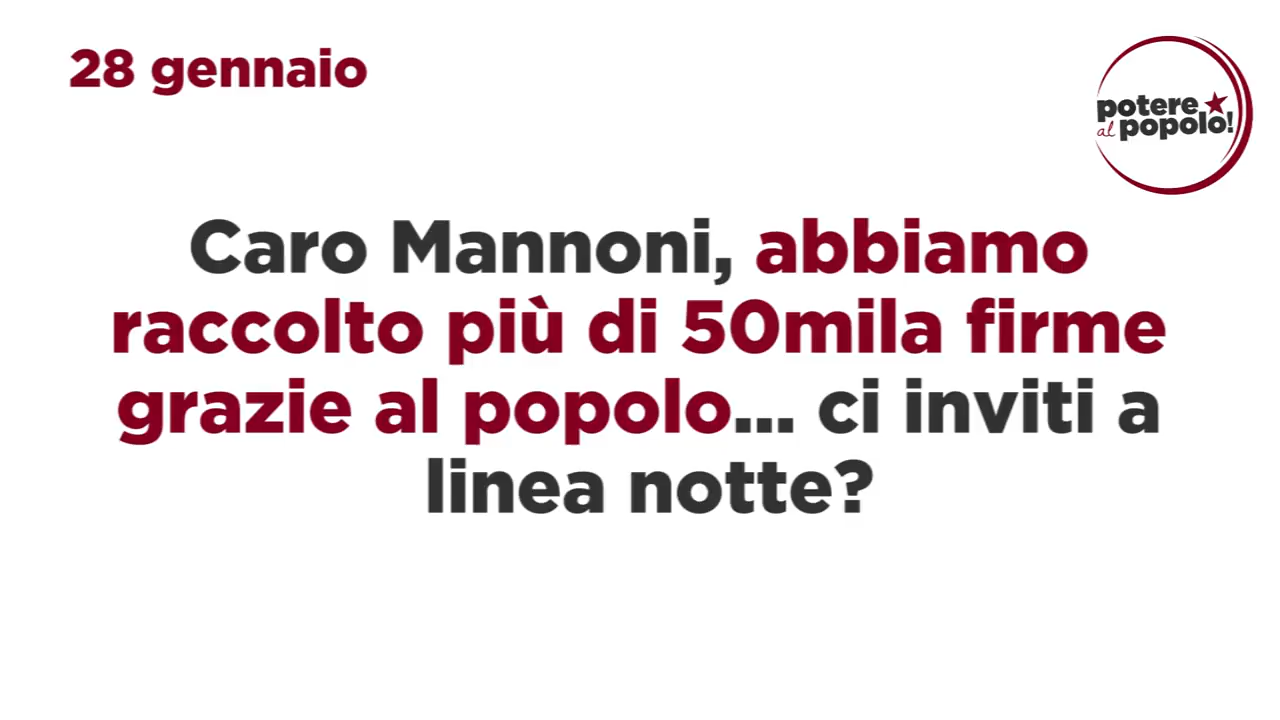 28 gennaio
potere
al popolo!
Caro Mannoni, abbiamo
raccolto più di 50mila firme
grazie al popolo... ci inviti a
linea notte?